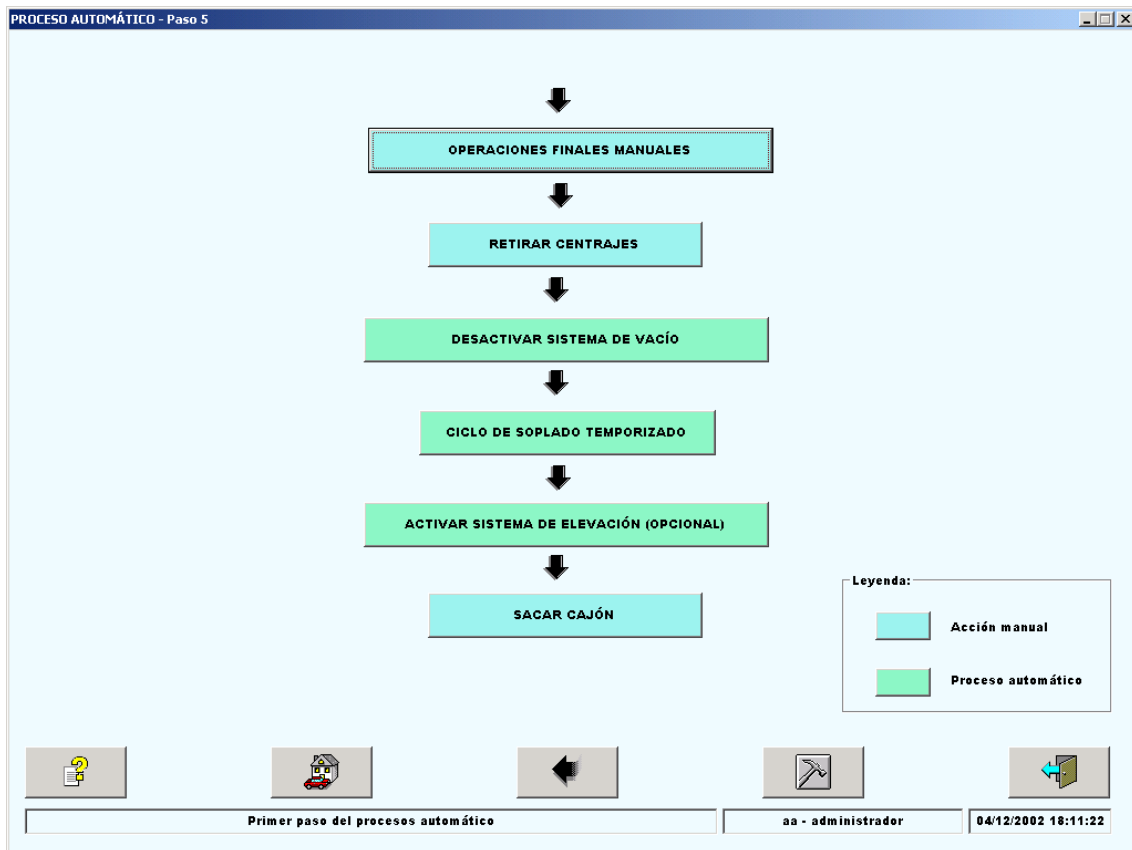 PROCESO AUTOMÁTICO - Paso 5
OPERACIONES FINALES MANUALES
RETIRAR CENTRAJES
DESACTIVAR SISTEMA DE VACÍO
CICLO DE SOPLADO TEMPORIZADO
ACTIVAR SISTEMA DE ELEVACIÓN (OPCIONAL)
SACAR CAJÓN
Leyenda:
Acción manual
Proceso automático
Primer paso del procesos automático
aa - administrador
04/12/2002 18:11:22